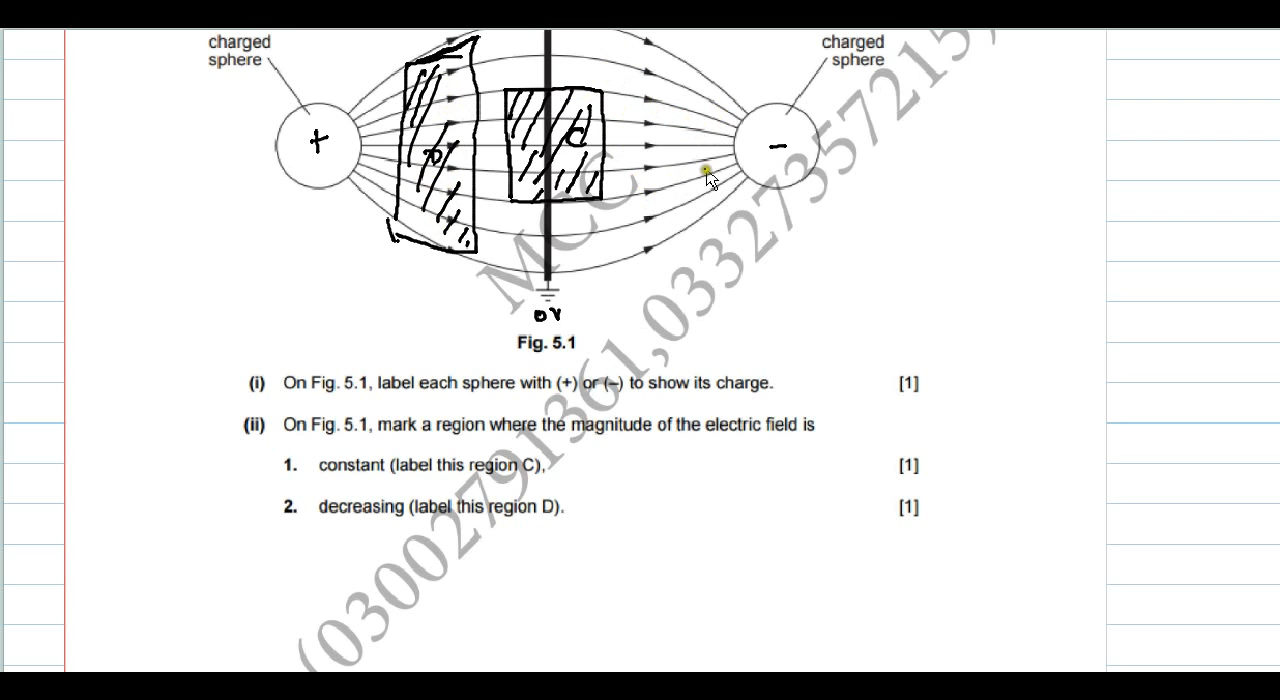 charged
sphere
charged
sphere
+
D
C
-
0V
Fig. 5.1
(i) On Fig. 5.1, label each sphere with (+) or (–) to show its charge. [1]
(ii) On Fig. 5.1, mark a region where the magnitude of the electric field is
1. constant (label this region C), [1]
2. decreasing (label this region D). [1]
MCC
(03002791361,03327357215)